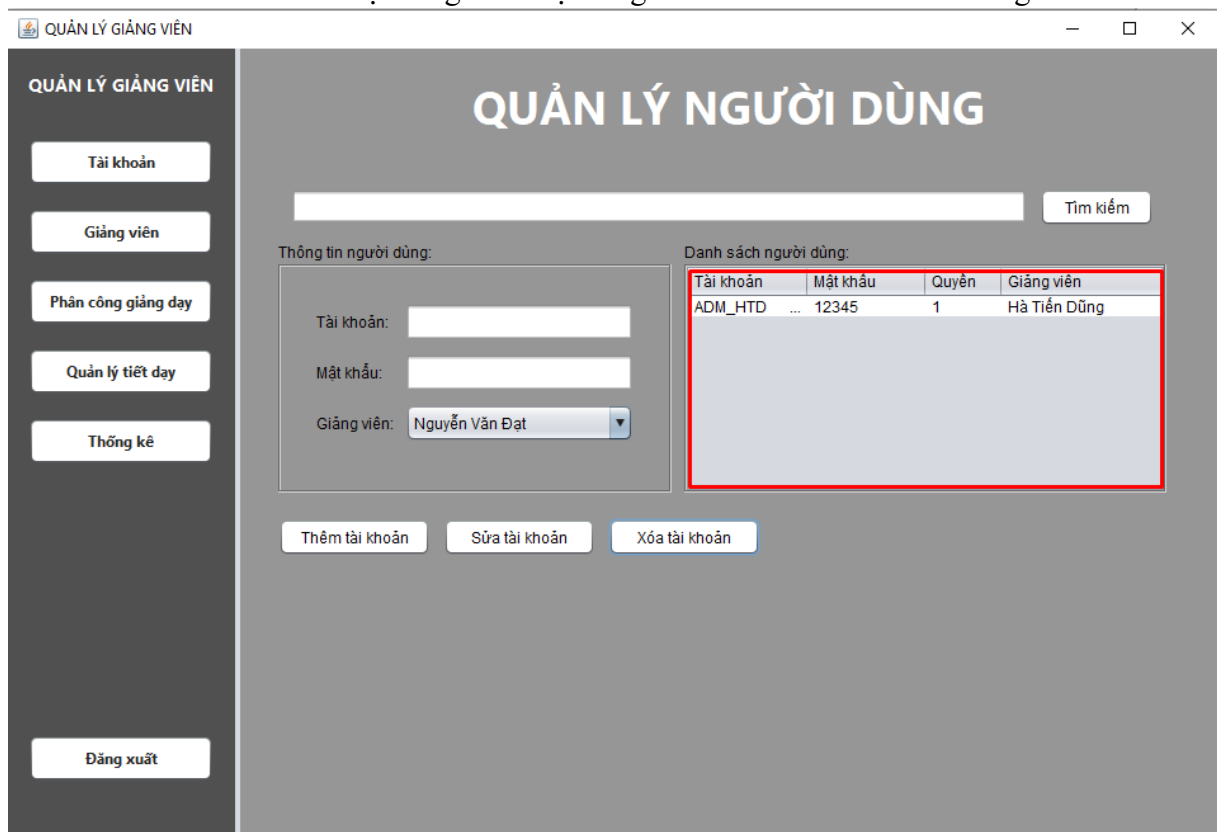 QUẢN LÝ GIẢNG VIÊN
QUẢN LÝ GIẢNG VIÊN
QUẢN LÝ NGƯỜI DÙNG
Tài khoản
Giảng viên
Phân công giảng dạy
Quản lý tiết dạy
Thống kê
Đăng xuất
Tìm kiếm
Thông tin người dùng:
Tài khoản:
Mật khẩu:
Giảng viên: Nguyễn Văn Đạt
Danh sách người dùng:
Tài khoản Mật khẩu Quyền Giảng viên
ADM_HTD ... 12345 1 Hà Tiến Dũng
Thêm tài khoản Sửa tài khoản Xóa tài khoản